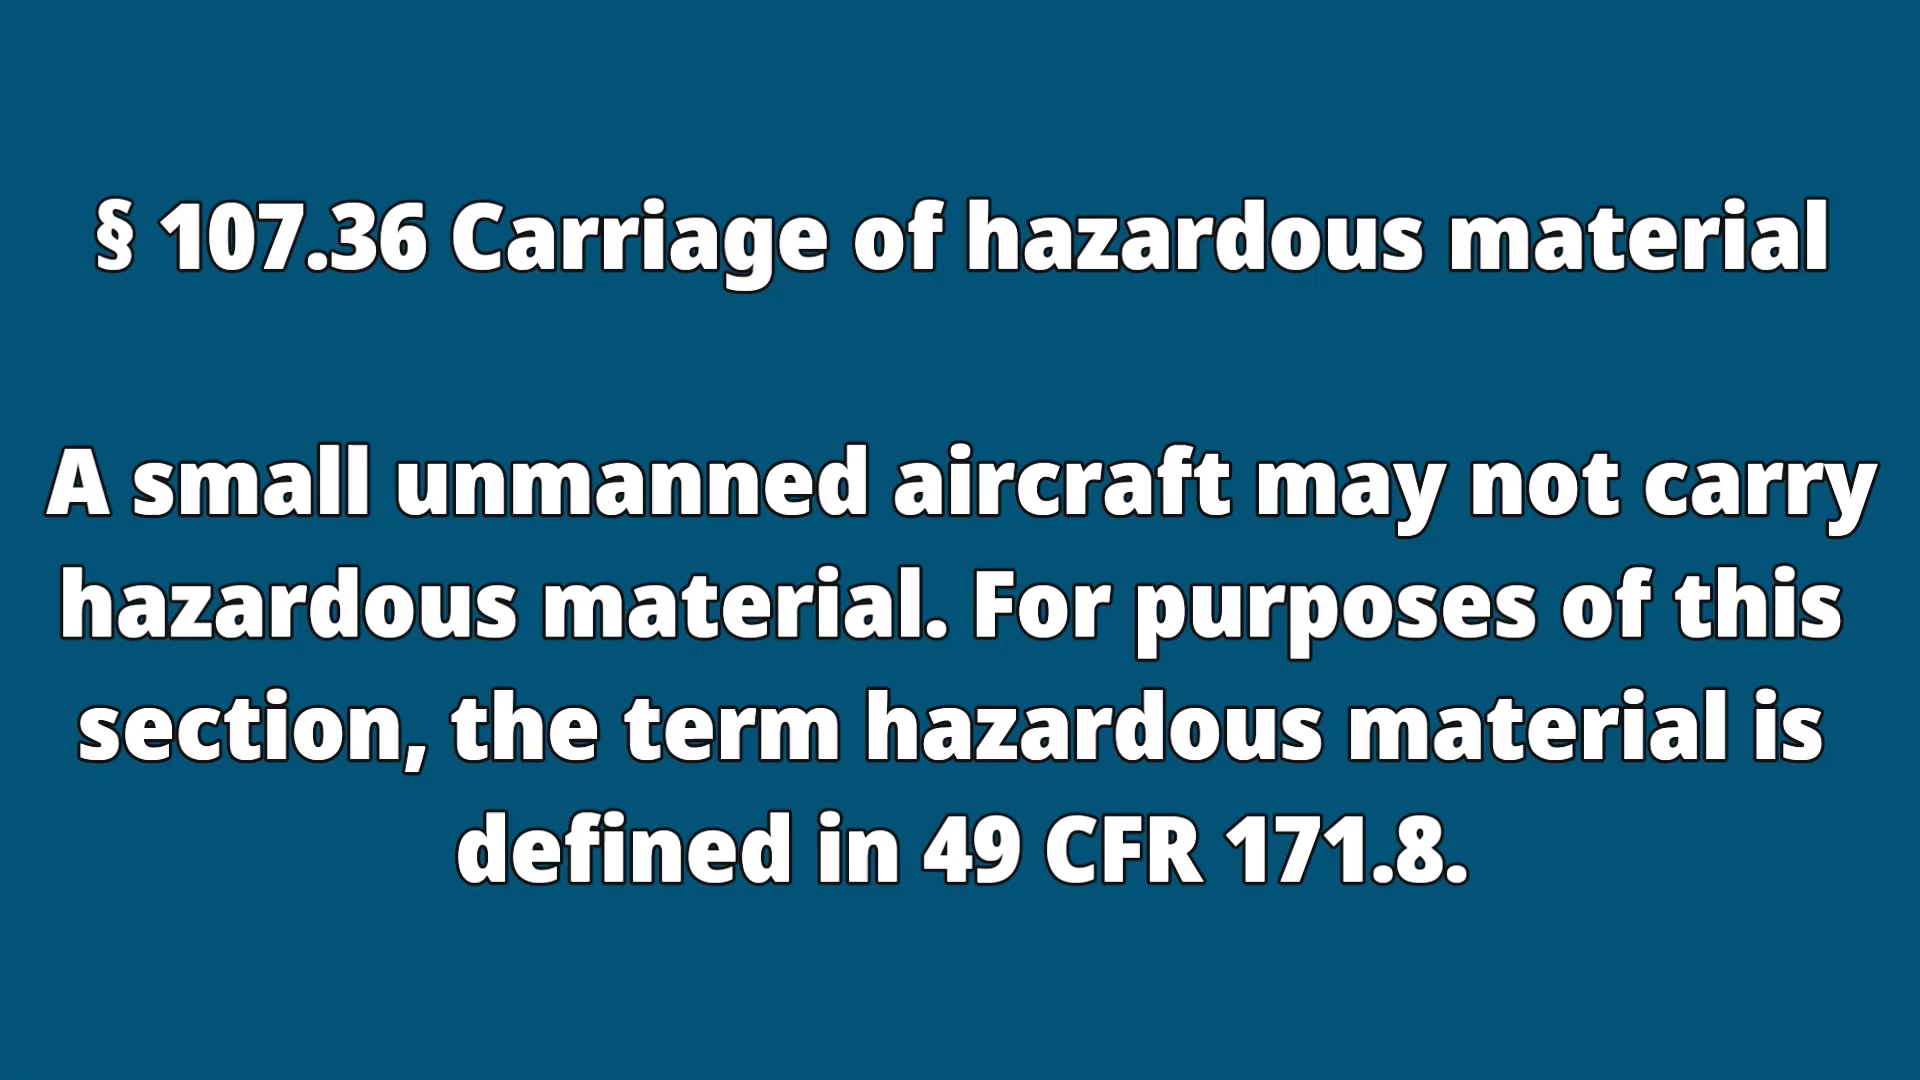 § 107.36 Carriage of hazardous material
A small unmanned aircraft may not carry
hazardous material. For purposes of this
section, the term hazardous material is
defined in 49 CFR 171.8.